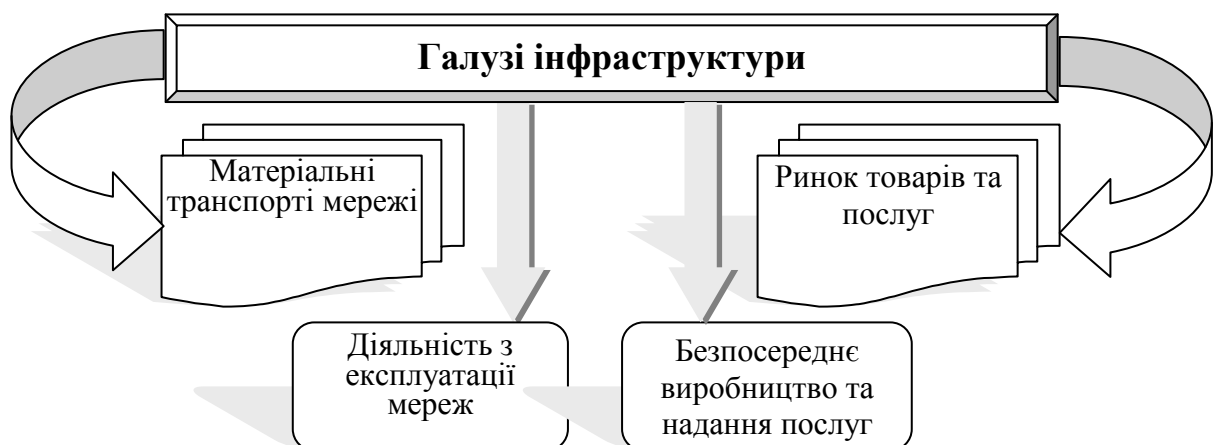 Галузі інфраструктури
Матеріальні
транспорті мережі
Ринок товарів та
послуг
Діяльність з
експлуатації
мереж
Безпосереднє
виробництво та
надання послуг